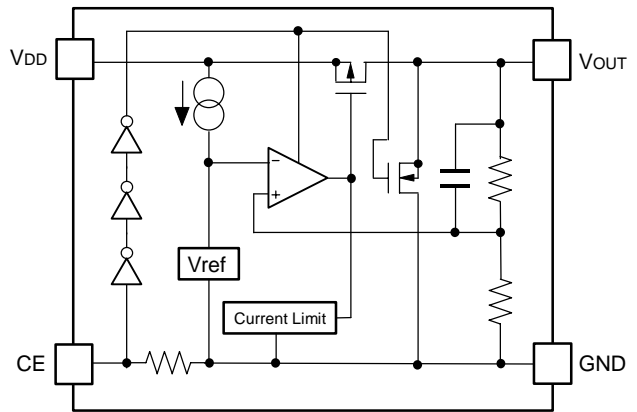 VDD
VOUT
−
+
Vref
Current Limit
CE
GND